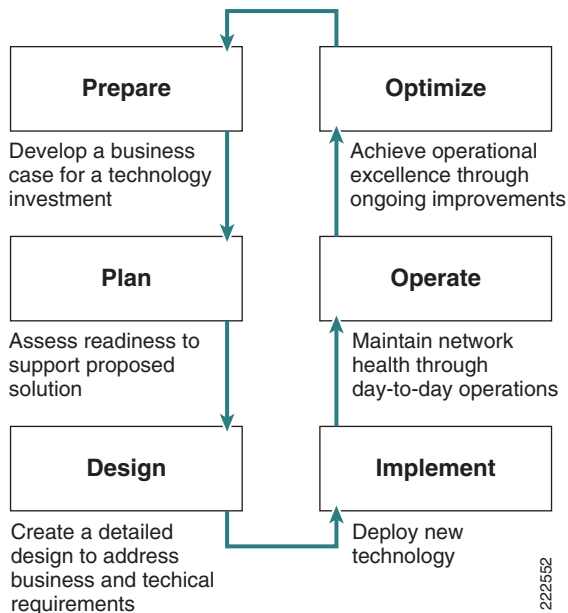 Prepare
Develop a business
case for a technology
investment
Plan
Assess readiness to
support proposed
solution
Design
Create a detailed
design to address
business and techical
requirements
Optimize
Achieve operational
excellence through
ongoing improvements
Operate
Maintain network
health through
day-to-day operations
Implement
Deploy new
technology
222552